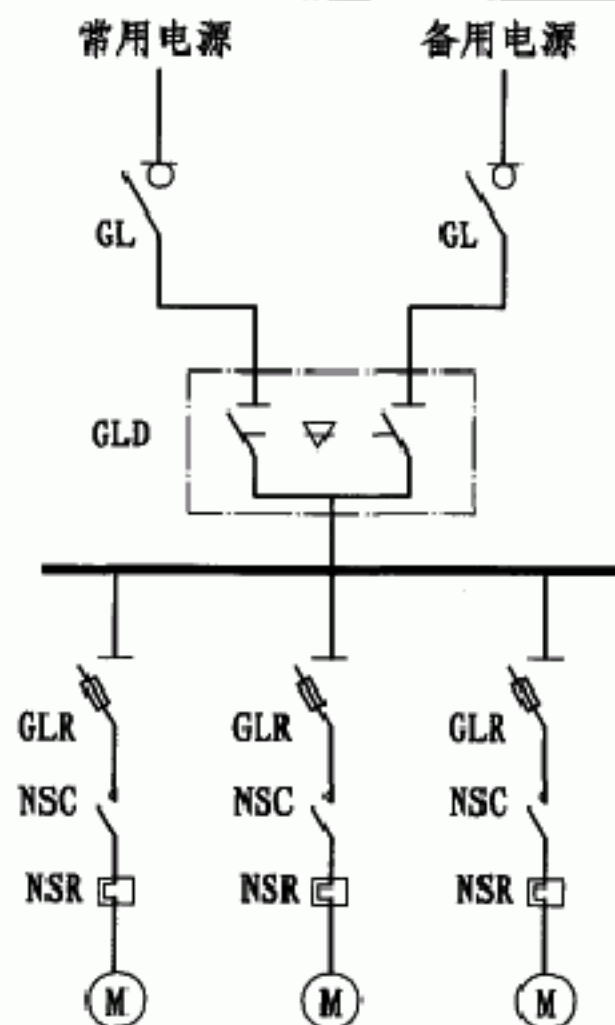 常用电源 备用电源
GL GL
GLD
GLR GLR GLR
NSC NSC NSC
NSR NSR NSR
M M M